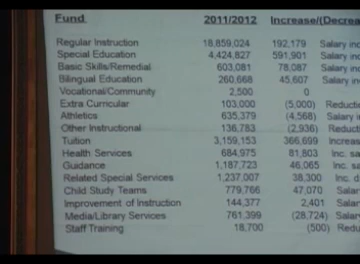 Fund 2011/2012 Increase/(Decrea
Regular Instruction 18,859,024 192,179 Salary inc
Special Education 4,424,827 591,901 Salary inc
Basic Skills/Remedial 603,081 78,087 Salary inc
Bilingual Education 260,668 45,607 Salary in
Vocational/Community 2,500 0
Extra Curricular 103,000 (5,000) Reductio
Athletics 635,379 (4,568) Salary i
Other Instructional 136,783 (2,936) Reducti
Tuition 3,159,153 366,699 Increas
Health Services 684,975 81,803 Inc. sa
Guidance 1,187,723 46,065 Inc. sa
Related Special Services 1,237,007 38,300 Inc. d
Child Study Teams 779,766 47,070 Salar
Improvement of Instruction 144,377 2,401 Salar
Media/Library Services 761,399 (28,724) Salar
Staff Training 18,700 (500) Redu